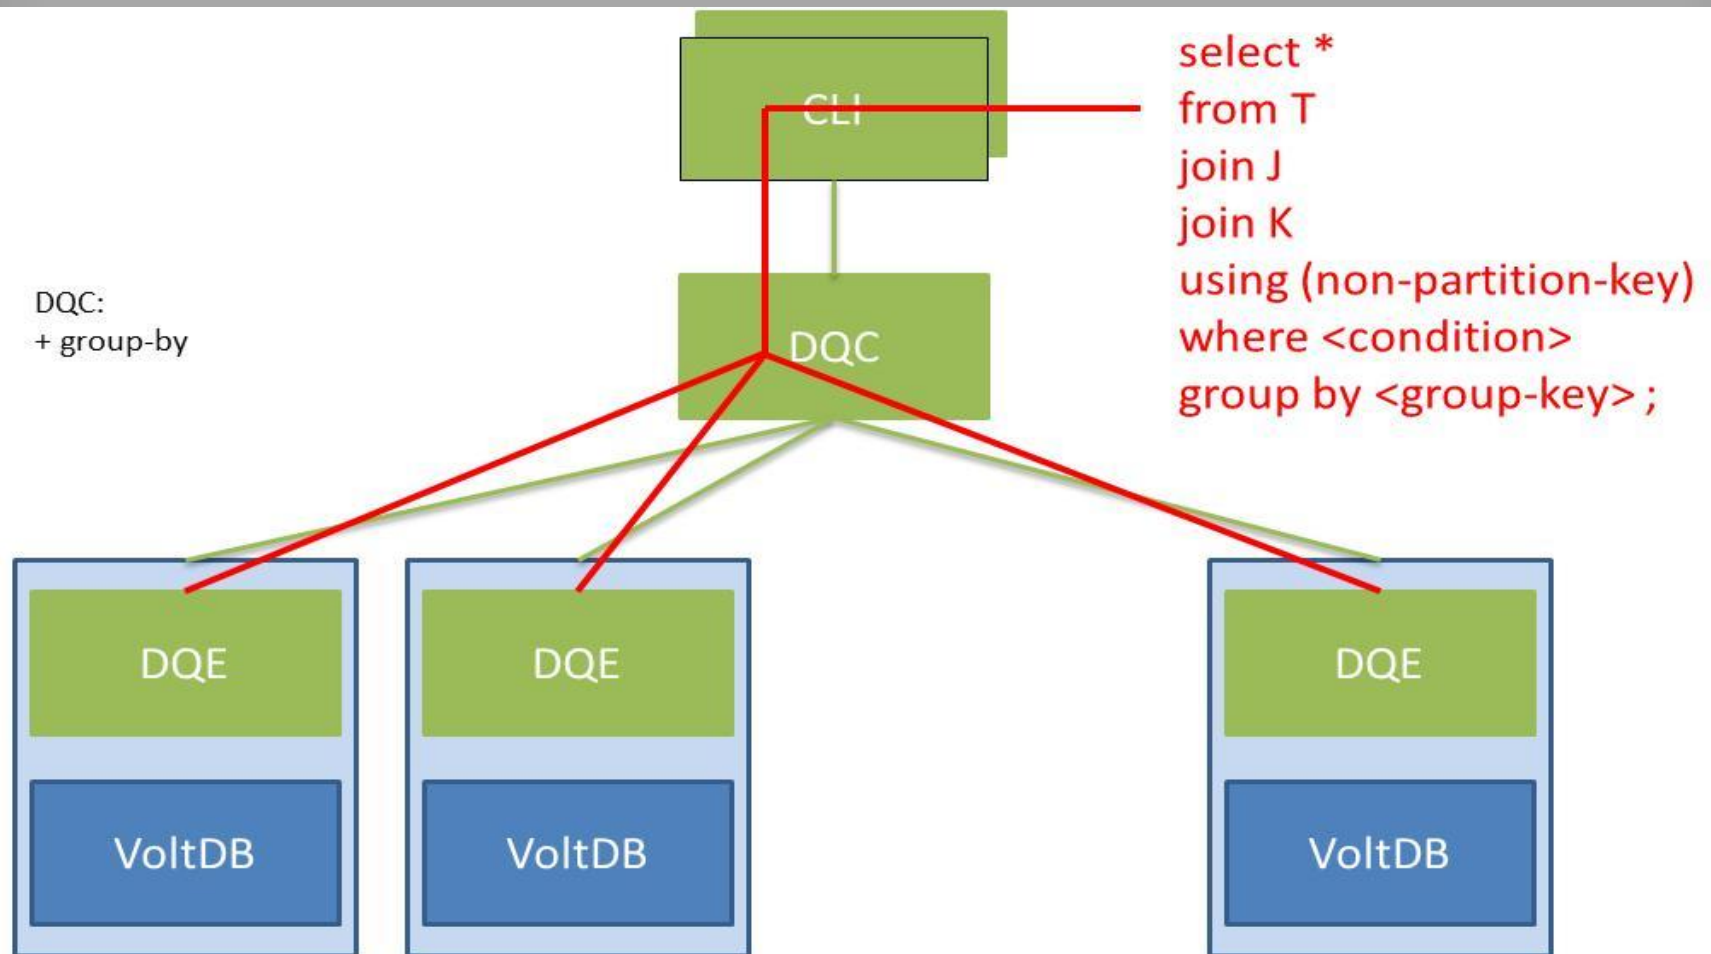 CLI
select *
from T
join J
join K
using (non-partition-key)
where <condition>
group by <group-key> ;
DQC:
+ group-by
DQC
DQE
DQE
DQE
VoltDB
VoltDB
VoltDB